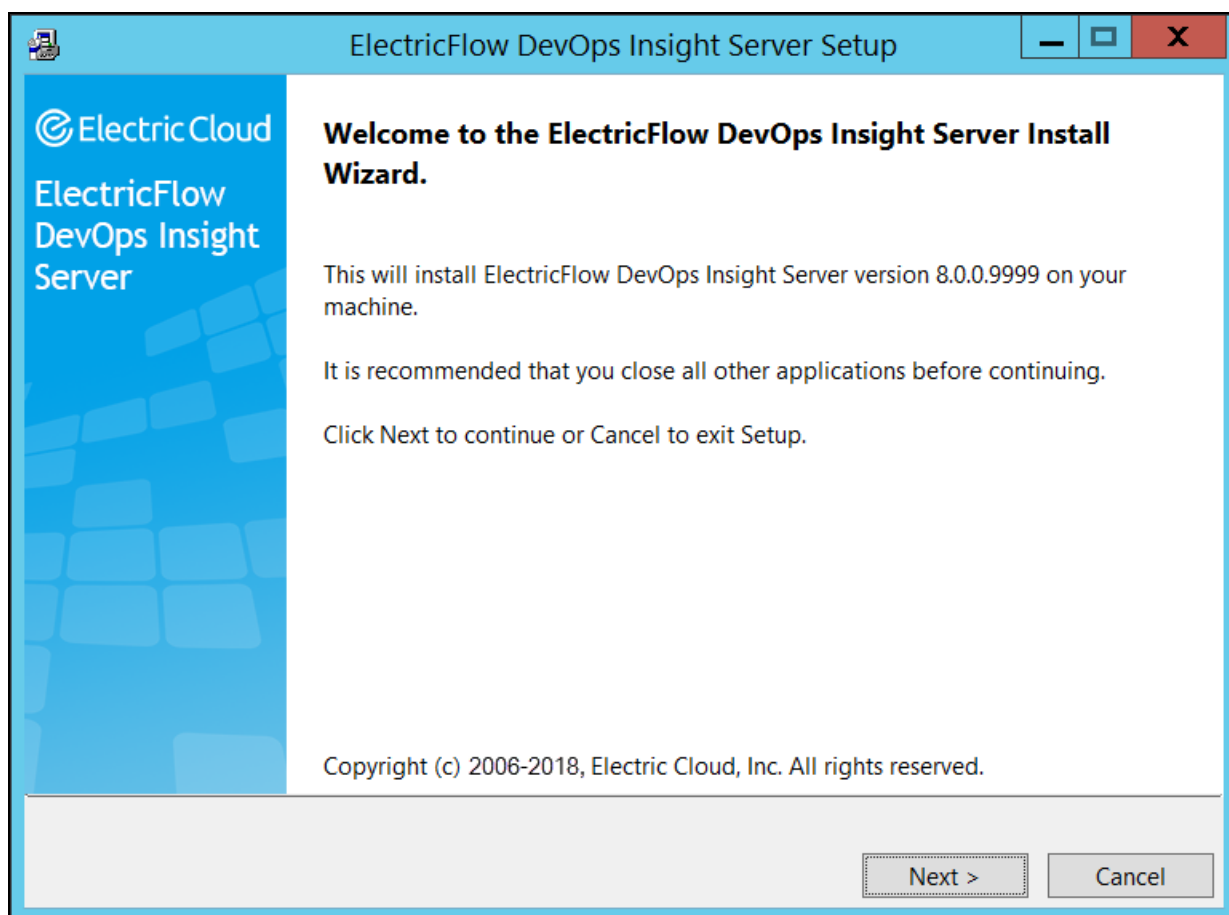 ElectricFlow DevOps Insight Server Setup
Electric Cloud
ElectricFlow
DevOps Insight
Server
Welcome to the ElectricFlow DevOps Insight Server Install
Wizard.
This will install ElectricFlow DevOps Insight Server version 8.0.0.9999 on your
machine.
It is recommended that you close all other applications before continuing.
Click Next to continue or Cancel to exit Setup.
Copyright (c) 2006-2018, Electric Cloud, Inc. All rights reserved.
Next >
Cancel